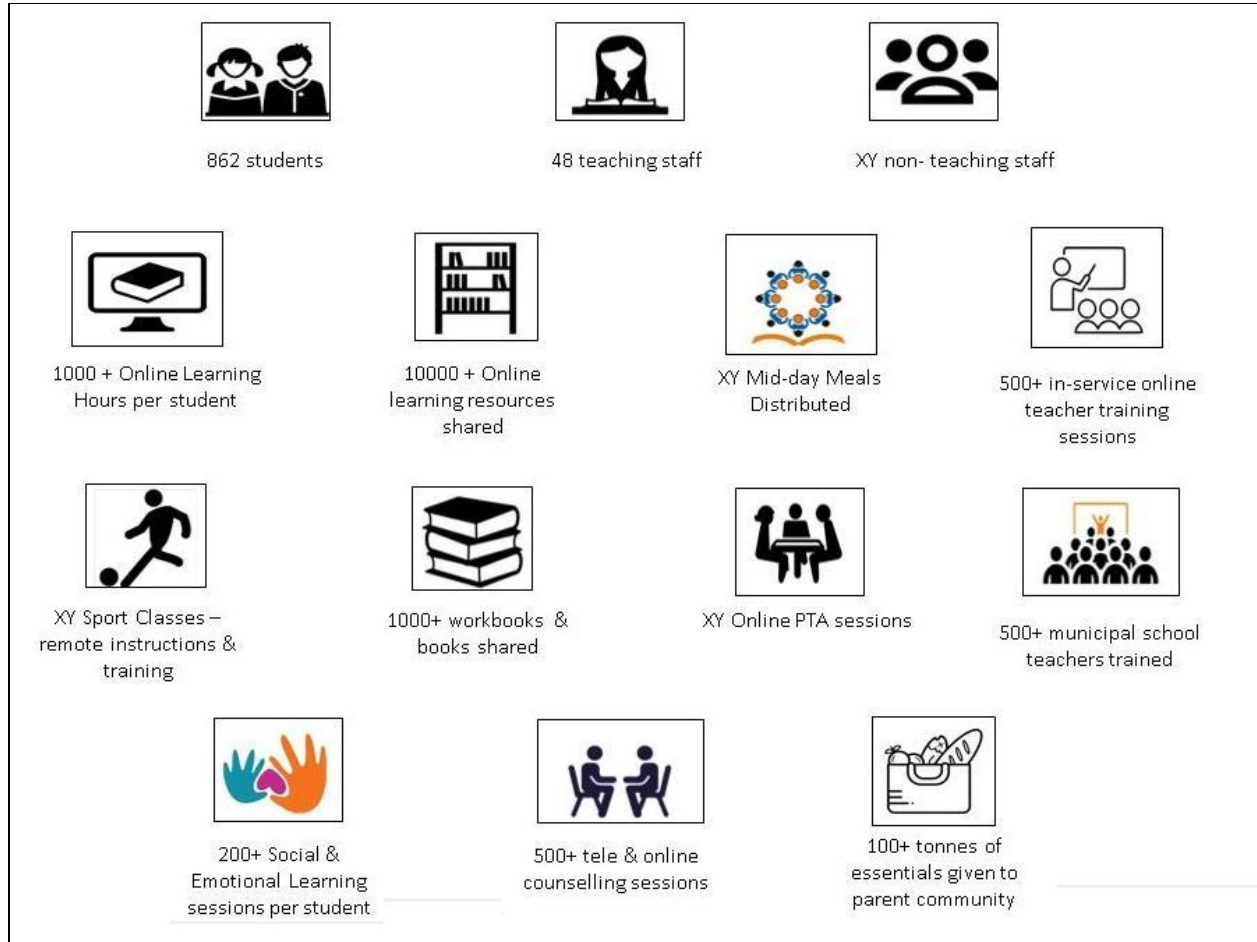 862 students
48 teaching staff
XY non- teaching staff
1000 + Online Learning
Hours per student
10000 + Online
learning resources
shared
XY Mid-day Meals
Distributed
500+ in-service online
teacher training
sessions
XY Sport Classes –
remote instructions &
training
1000+ workbooks &
books shared
XY Online PTA sessions
500+ municipal school
teachers trained
200+ Social &
Emotional Learning
sessions per student
500+ tele & online
counselling sessions
100+ tonnes of
essentials given to
parent community